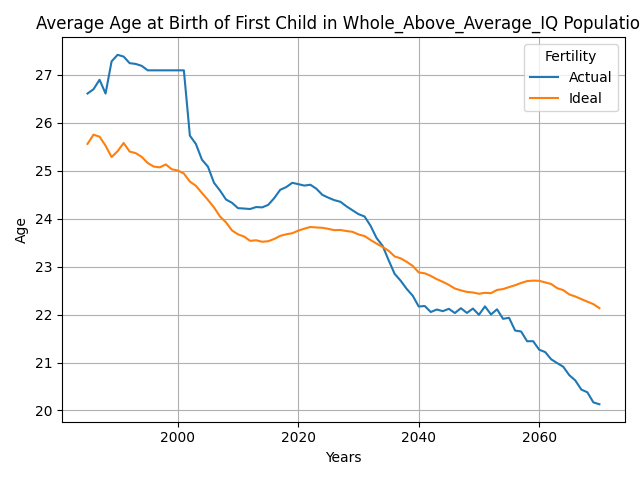 Average Age at Birth of First Child in Whole_Above_Average_IQ Populatio
Fertility
Actual
Ideal
27
26
25
24
23
22
21
20
Age
2000
2020
2040
2060
Years